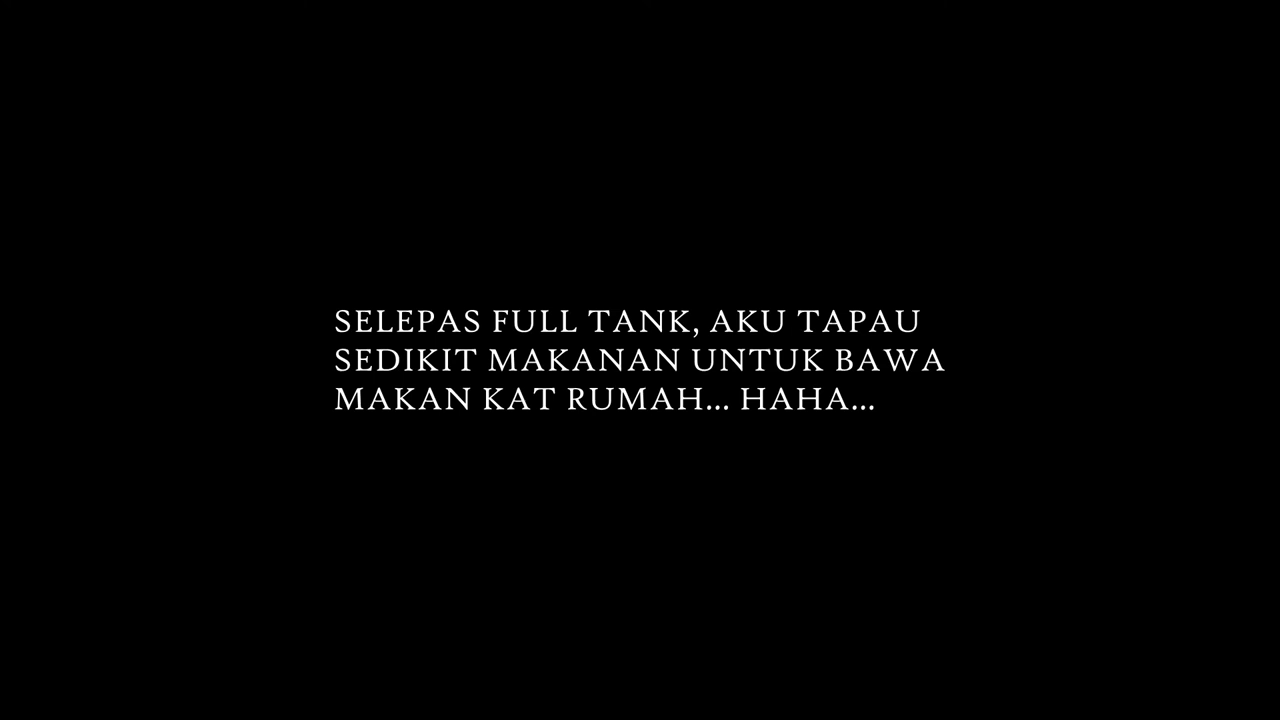 SELEPAS FULL TANK, AKU TAPAU
SEDIKIT MAKANAN UNTUK BAWA
MAKAN KAT RUMAH... HAHA...